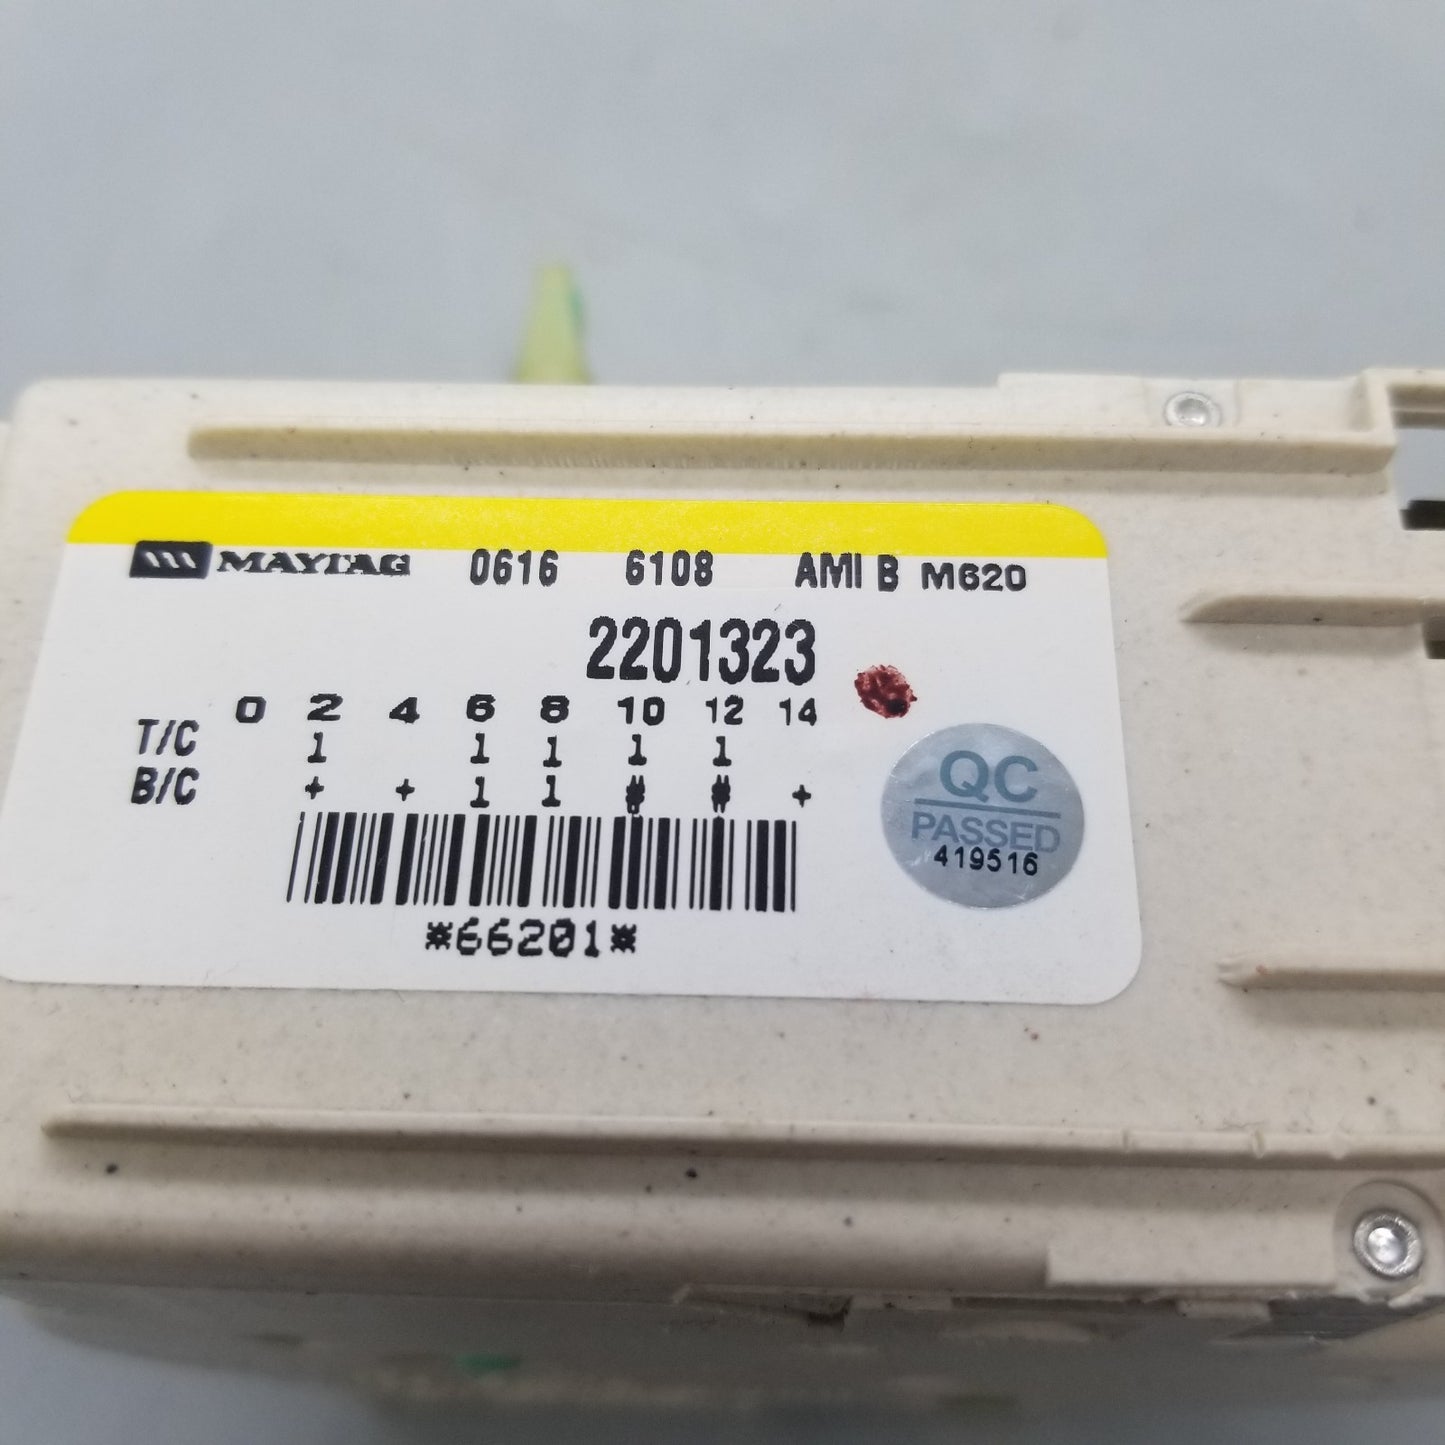 MAYTAG 0616 6108 AMI B M620
2201323
0 2 4 6 8 10 12 14
T/C 1 1 1 1 1
B/C + + 1 1 # # +
*66201*
QC
PASSED
419516